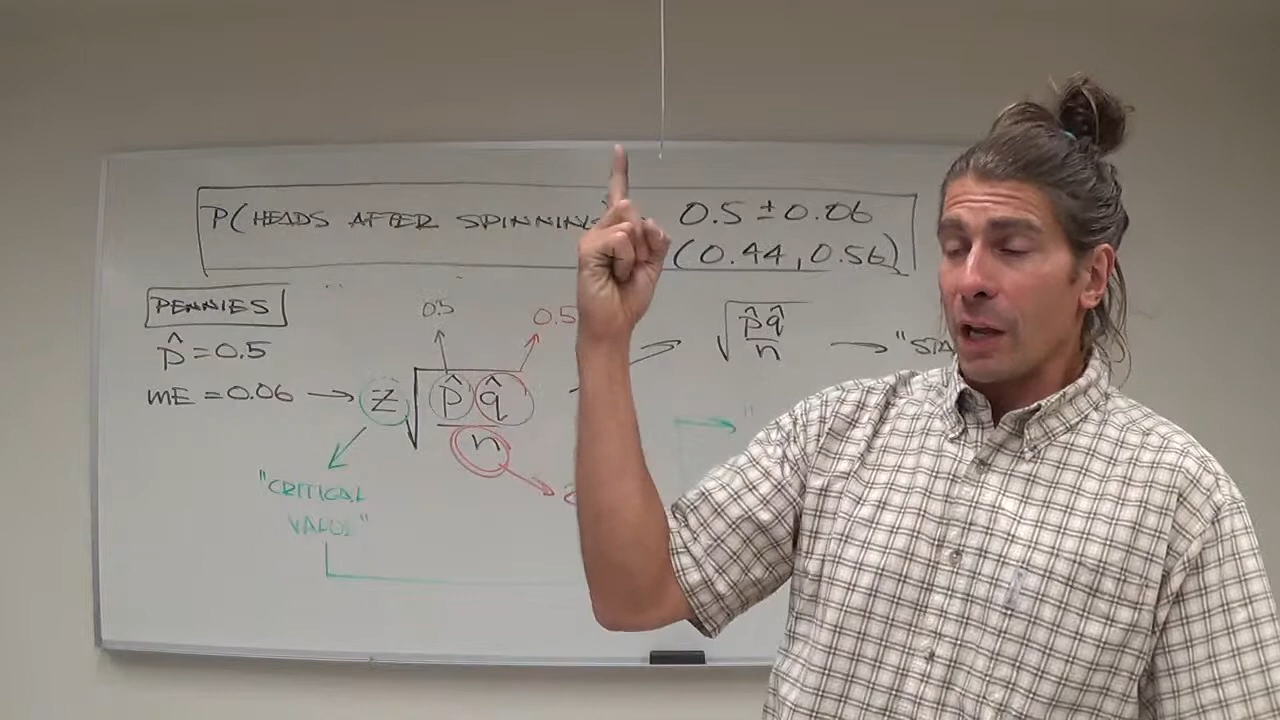 P(HEADS AFTER SPINNING) 0.5 ± 0.06
(0.44, 0.56)
PENNIES
p̂ = 0.5
0.5
0.5
ME = 0.06 → z √(p̂ q̂ / n)
√(p̂ q̂ / n) →
"CRITICAL
VALUE"